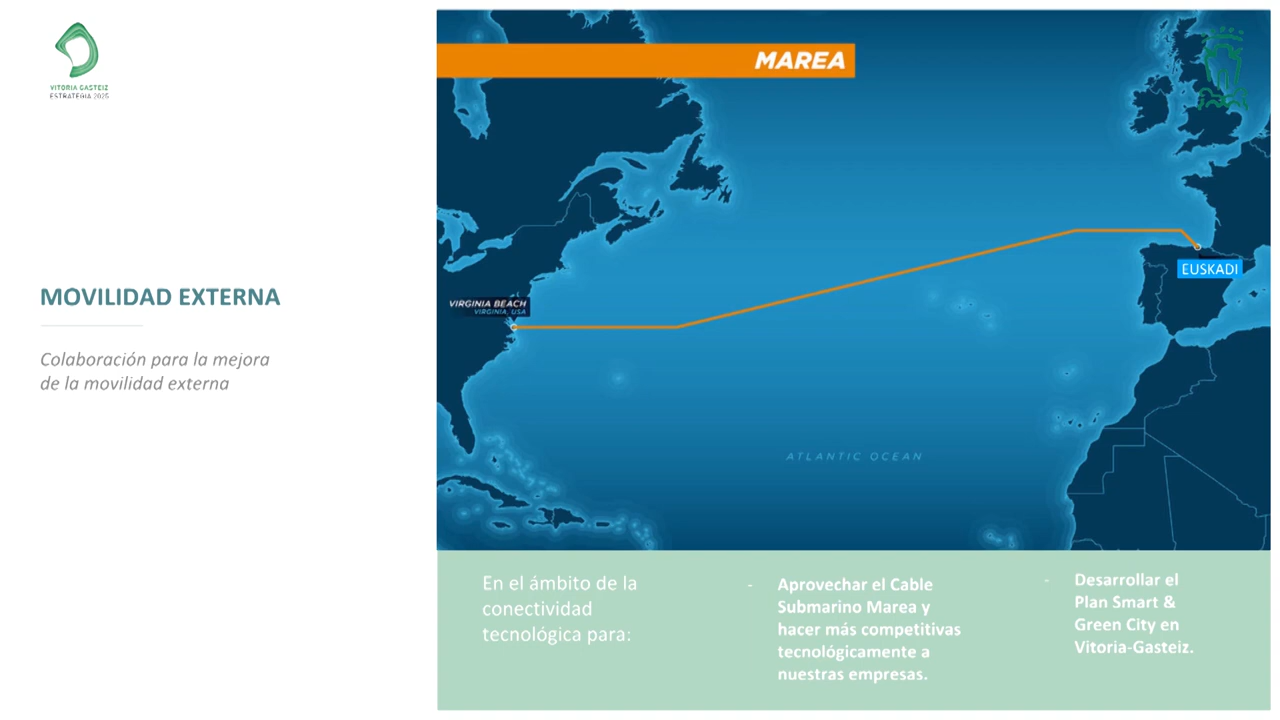 VITORIA GASTEIZ
ESTRATEGIA 2025
MOVILIDAD EXTERNA
Colaboración para la mejora
de la movilidad externa
MAREA
EUSKADI
VIRGINIA BEACH
VIRGINIA, USA
ATLANTIC OCEAN
En el ámbito de la
conectividad
tecnológica para:
- Aprovechar el Cable
Submarino Marea y
hacer más competitivas
tecnológicamente a
nuestras empresas.
- Desarrollar el
Plan Smart &
Green City en
Vitoria-Gasteiz.